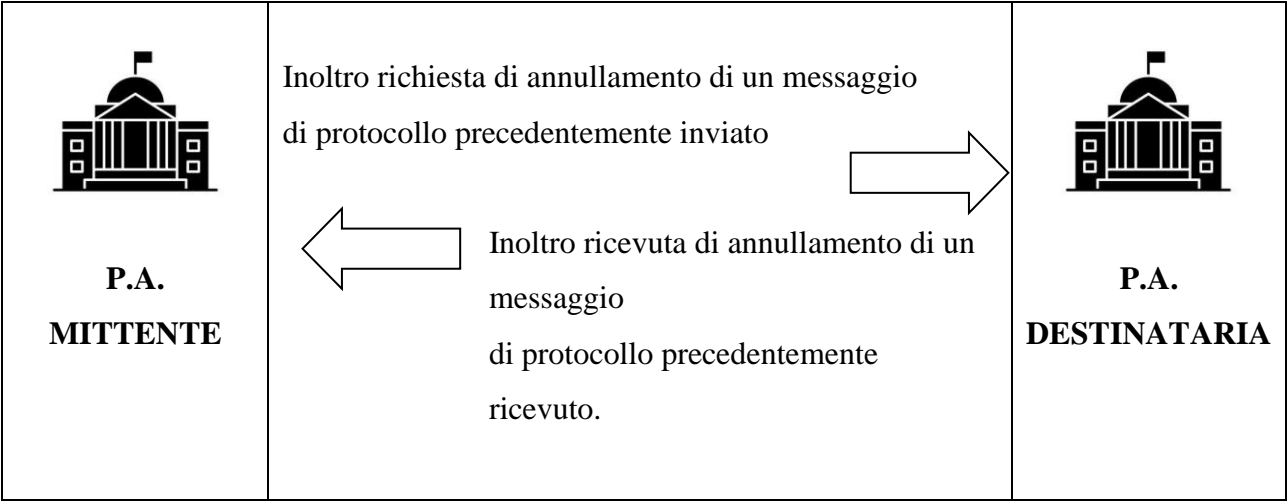 Inoltro richiesta di annullamento di un messaggio
di protocollo precedentemente inviato
Inoltro ricevuta di annullamento di un
messaggio
di protocollo precedentemente
ricevuto.
P.A.
MITTENTE
P.A.
DESTINATARIA